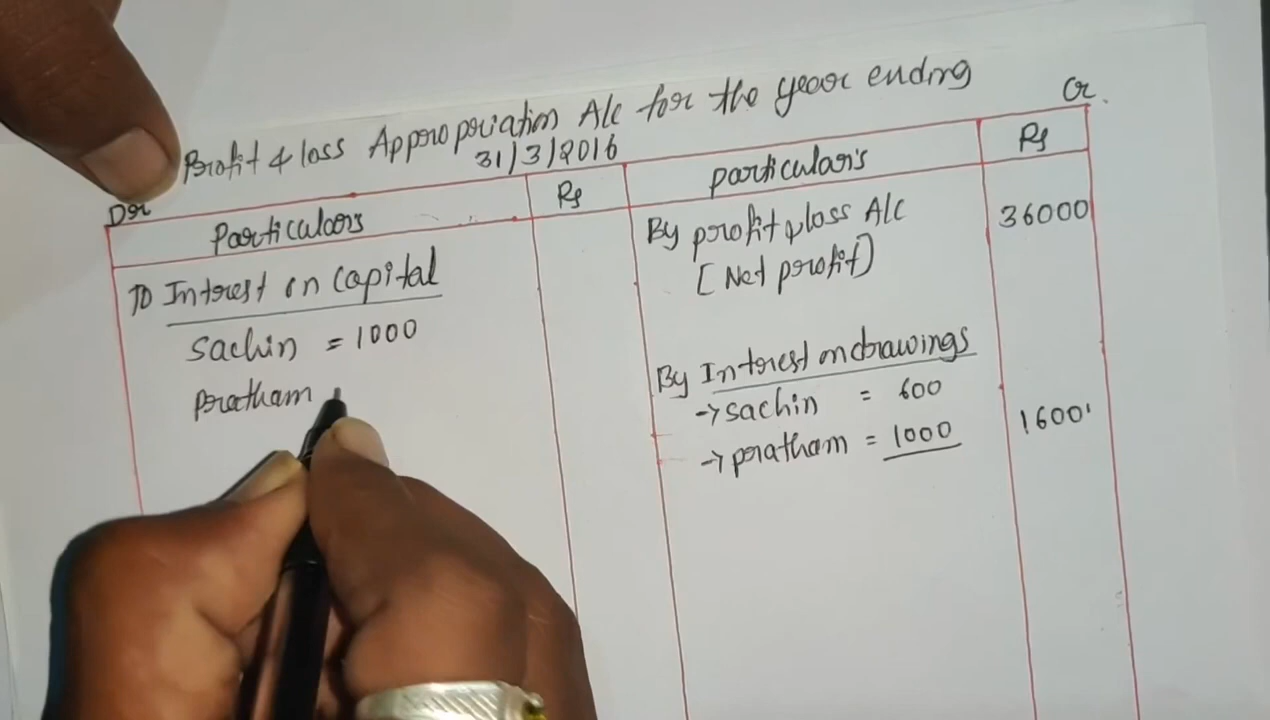 Profit & loss Appropriation A/c for the year ending
31/3/2016
Dr Cr.
Particulars Rs particular's Rs
To Interest on capital
Sachin = 1000
Pratham
By profit & loss A/c 36000
[Net profit]
By Interest on drawings
→ sachin = 600
→ pratham = 1000 1600